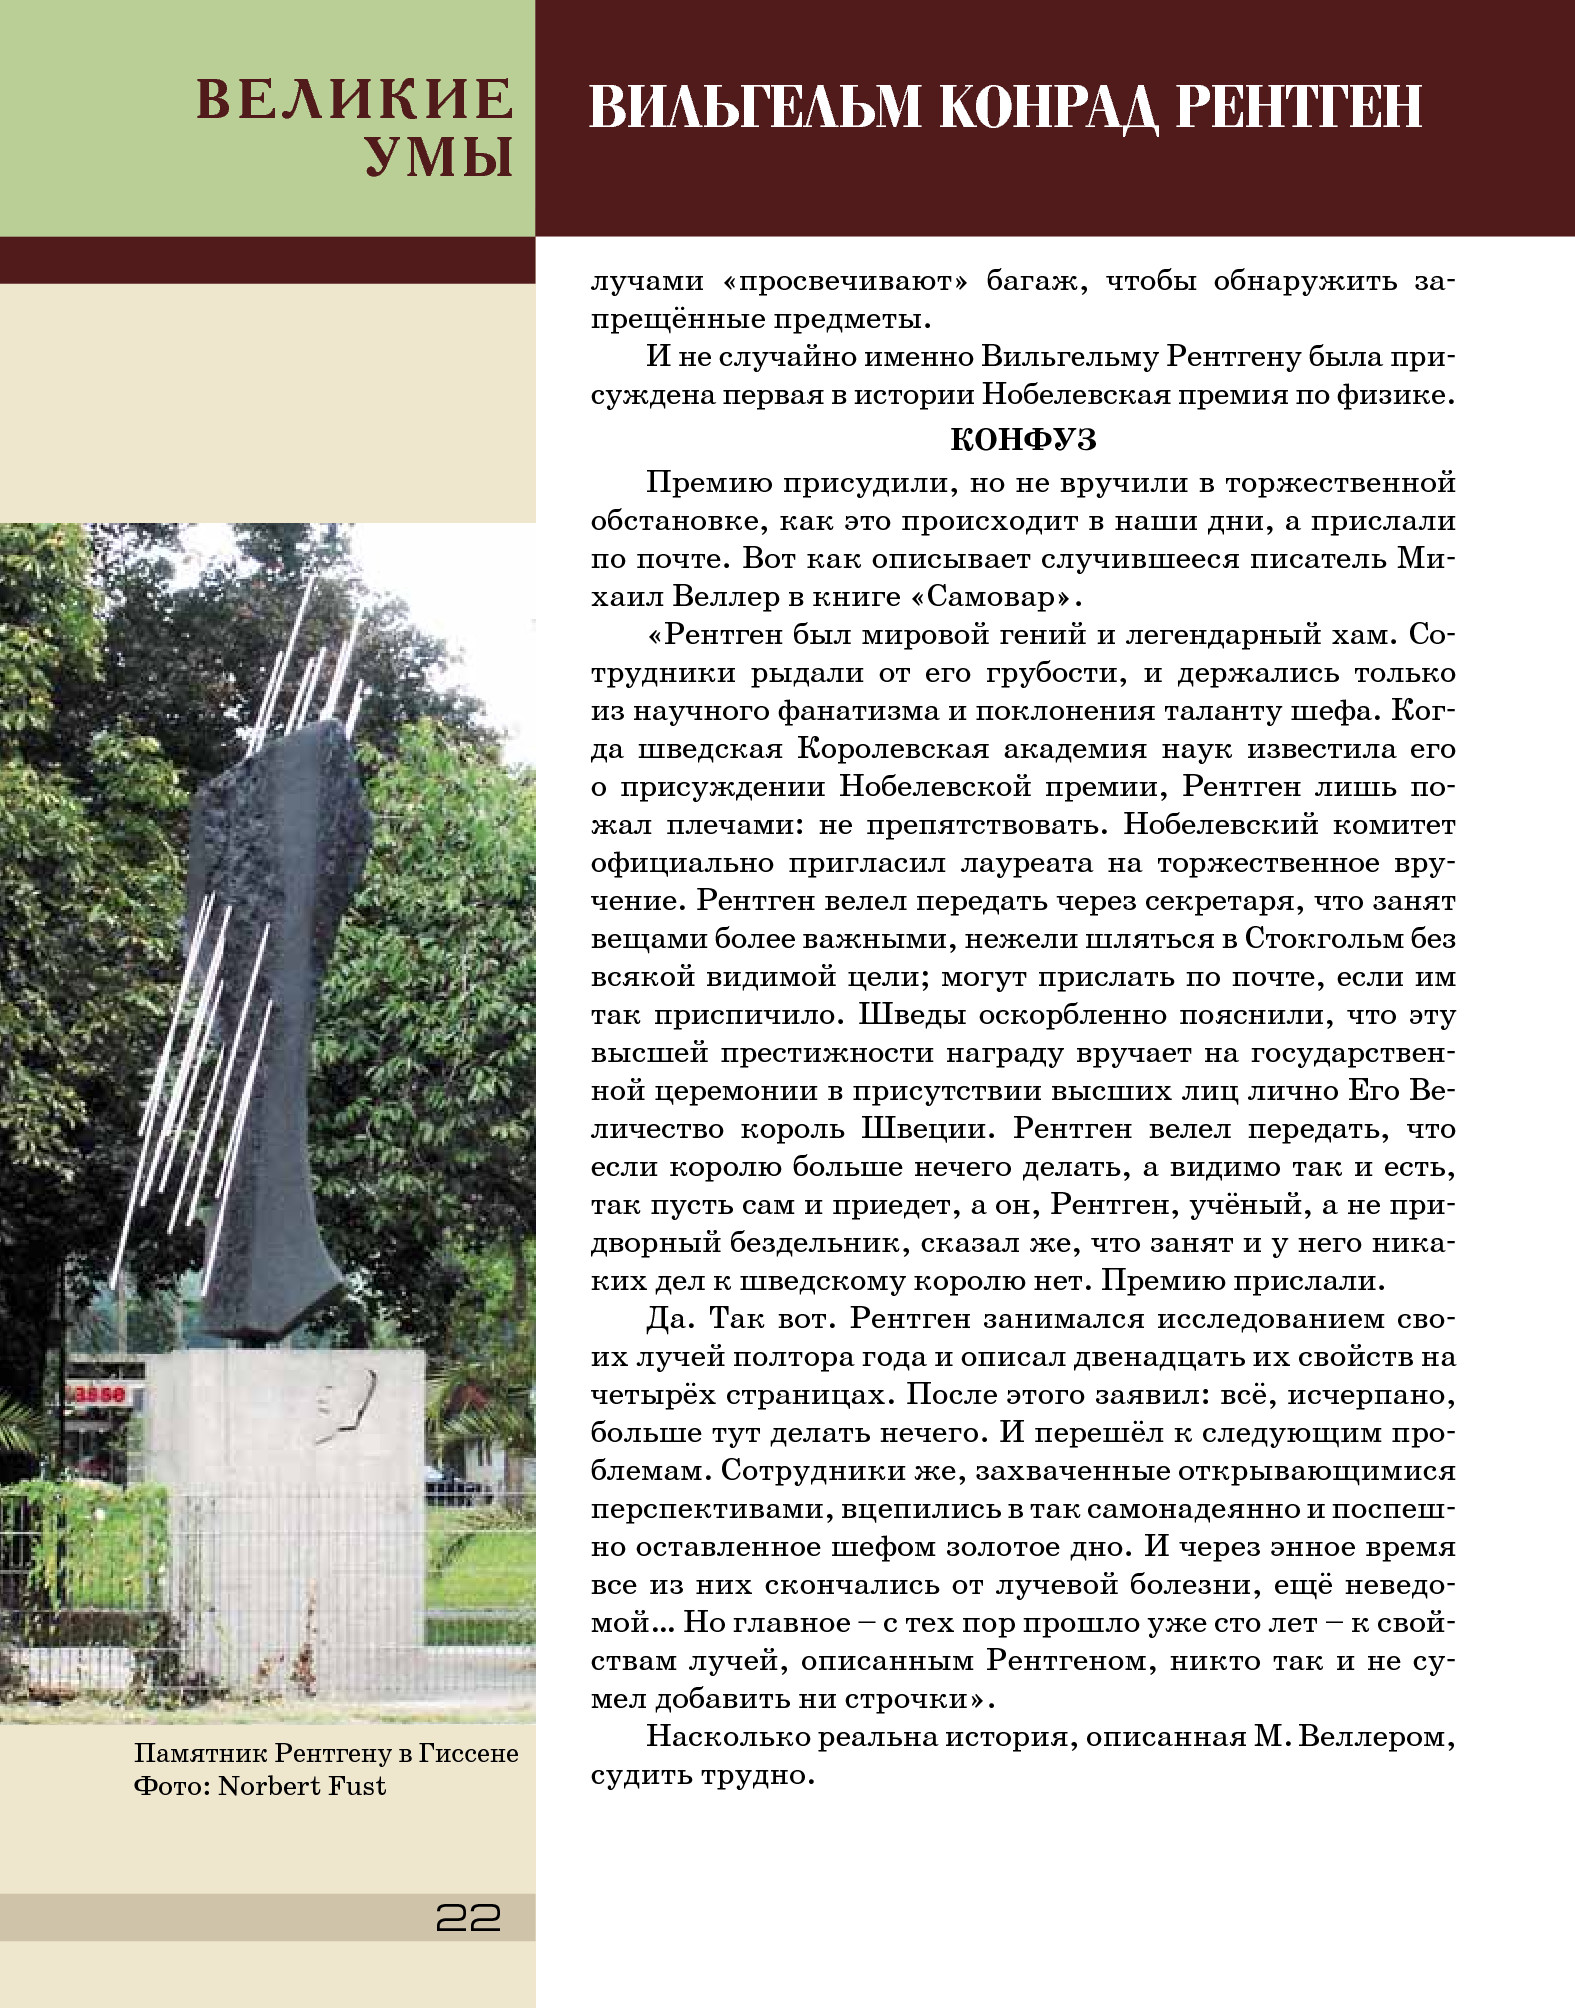 ВЕЛИКИЕ
УМЫ
ВИЛЬГЕЛЬМ КОНРАД РЕНТГЕН
лучами «просвечивают» багаж, чтобы обнаружить за-
прещённые предметы.
И не случайно именно Вильгельму Рентгену была при-
суждена первая в истории Нобелевская премия по физике.
КОНФУЗ
Премию присудили, но не вручили в торжественной
обстановке, как это происходит в наши дни, а прислали
по почте. Вот как описывает случившееся писатель Ми-
хаил Веллер в книге «Самовар».
«Рентген был мировой гений и легендарный хам. Со-
трудники рыдали от его грубости, и держались только
из научного фанатизма и поклонения таланту шефа. Ког-
да шведская Королевская академия наук известила его
о присуждении Нобелевской премии, Рентген лишь по-
жал плечами: не препятствовать. Нобелевский комитет
официально пригласил лауреата на торжественное вру-
чение. Рентген велел передать через секретаря, что занят
вещами более важными, нежели шляться в Стокгольм без
всякой видимой цели; могут прислать по почте, если им
так приспичило. Шведы оскорбленно пояснили, что эту
высшей престижности награду вручает на государствен-
ной церемонии в присутствии высших лиц лично Его Ве-
личество король Швеции. Рентген велел передать, что
если королю больше нечего делать, а видимо так и есть,
так пусть сам и приедет, а он, Рентген, учёный, а не при-
дворный бездельник, сказал же, что занят и у него ника-
ких дел к шведскому королю нет. Премию прислали.
Да. Так вот. Рентген занимался исследованием сво-
их лучей полтора года и описал двенадцать их свойств на
четырёх страницах. После этого заявил: всё, исчерпано,
больше тут делать нечего. И перешёл к следующим про-
блемам. Сотрудники же, захваченные открывающимися
перспективами, вцепились в так самонадеянно и поспеш-
но оставленное шефом золотое дно. И через энное время
все из них скончались от лучевой болезни, ещё неведо-
мой... Но главное – с тех пор прошло уже сто лет – к свой-
ствам лучей, описанным Рентгеном, никто так и не су-
мел добавить ни строчки».
Насколько реальна история, описанная М. Веллером,
судить трудно.
Памятник Рентгену в Гиссене
Фото: Norbert Fust
22